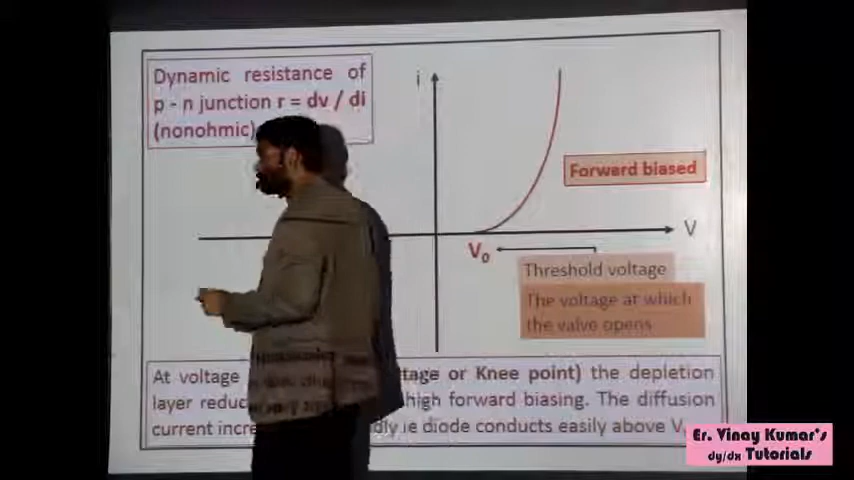 Dynamic resistance of
p - n junction r = dv / di
(nonohmic)
i
Forward biased
V
V₀
Threshold voltage
The voltage at which
the valve opens
At voltage tage or Knee point) the depletion
layer reduc high forward biasing. The diffusion
current incre dly ie diode conducts easily above V
Er. Vinay Kumar's
dy/dx Tutorials